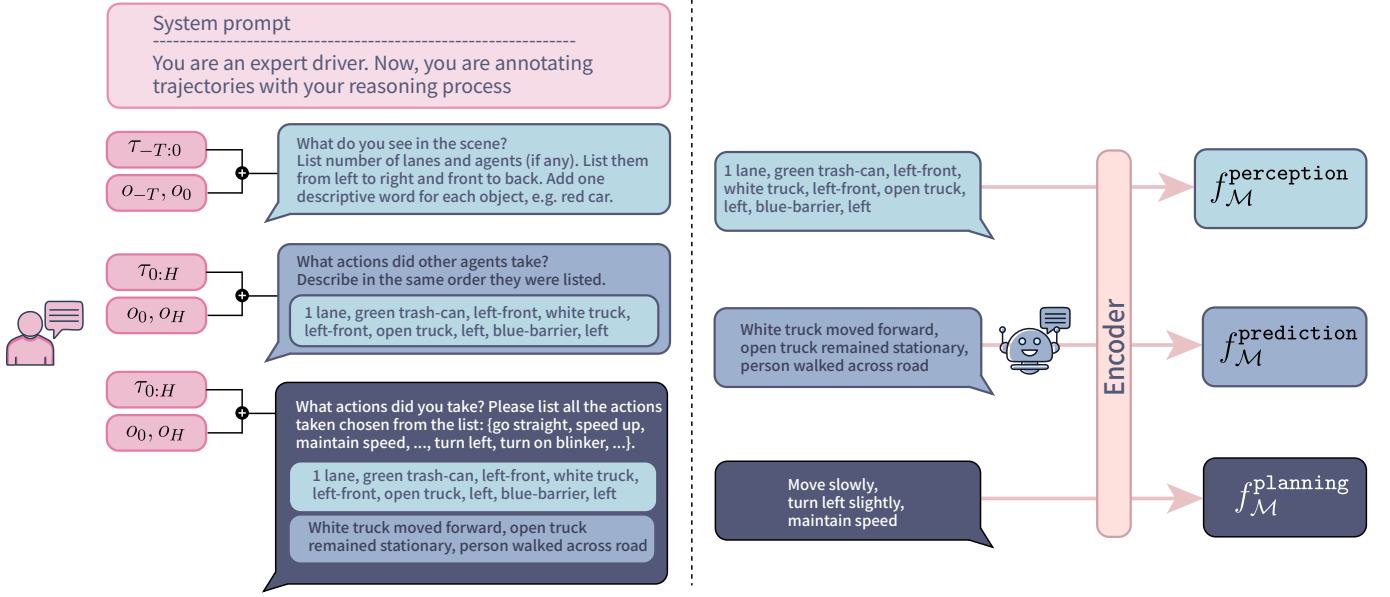 System prompt
You are an expert driver. Now, you are annotating
trajectories with your reasoning process
τ₋T:0
o₋T, o₀
What do you see in the scene?
List number of lanes and agents (if any). List them
from left to right and front to back. Add one
descriptive word for each object, e.g. red car.
τ0:H
o₀, o_H
What actions did other agents take?
Describe in the same order they were listed.
1 lane, green trash-can, left-front, white truck,
left-front, open truck, left, blue-barrier, left
τ0:H
o₀, o_H
What actions did you take? Please list all the actions
taken chosen from the list: {go straight, speed up,
maintain speed, ..., turn left, turn on blinker, ...}.
1 lane, green trash-can, left-front, white truck,
left-front, open truck, left, blue-barrier, left
White truck moved forward, open truck
remained stationary, person walked across road
1 lane, green trash-can, left-front,
white truck, left-front, open truck,
left, blue-barrier, left
White truck moved forward,
open truck remained stationary,
person walked across road
Move slowly,
turn left slightly,
maintain speed
Encoder
f_M^perception
f_M^prediction
f_M^planning